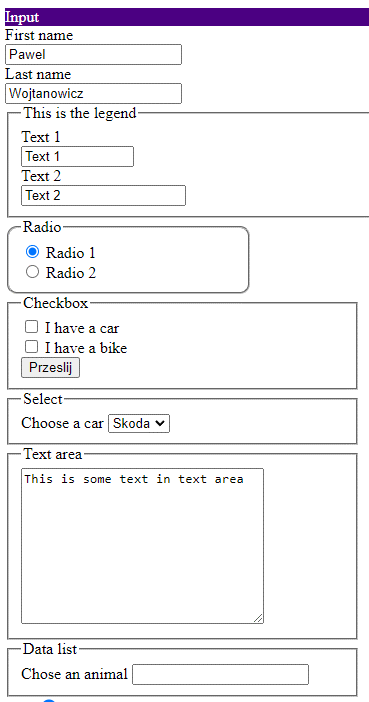 Input
First name
Pawel
Last name
Wojtanowicz
This is the legend
Text 1
Text 1
Text 2
Text 2
Radio
Radio 1
Radio 2
Checkbox
I have a car
I have a bike
Przeslij
Select
Choose a car Skoda
Text area
This is some text in text area
Data list
Chose an animal